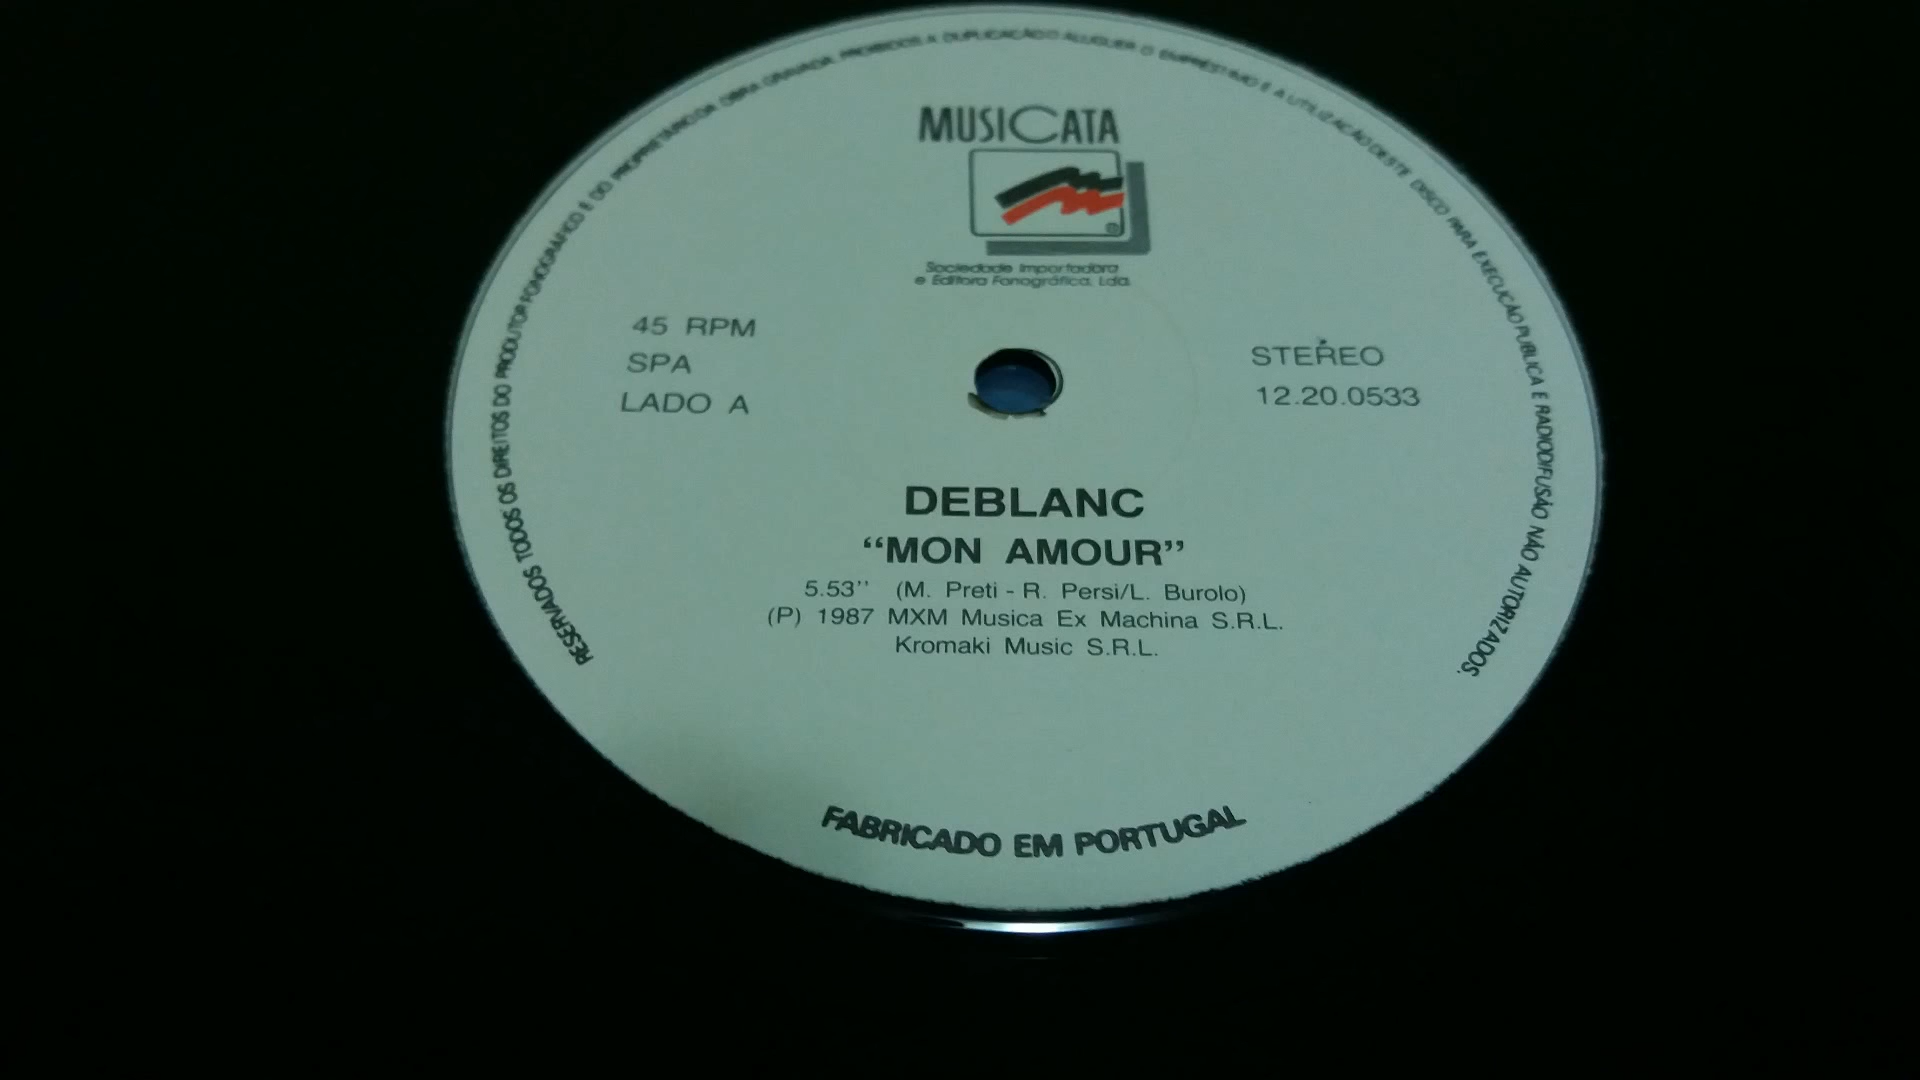 RESERVADOS TODOS OS DIREITOS DO PRODUTOR FONOGRÁFICO E DO PROPRIETÁRIO DA OBRA GRAVADA. PROIBIDOS A DUPLICAÇÃO ALUGUER O EMPRÉSTIMO E A UTILIZAÇÃO DESTE DISCO PARA EXECUÇÃO PUBLICA E RADIODIFUSÃO NÃO AUTORIZADOS.
MUSICATA
®
Sociedade Importadora
e Editora Fonográfica, Lda.
45 RPM
SPA
LADO A
STEREO
12.20.0533
DEBLANC
“MON AMOUR”
5.53’’ (M. Preti - R. Persi/L. Burolo)
(P) 1987 MXM Musica Ex Machina S.R.L.
Kromaki Music S.R.L.
FABRICADO EM PORTUGAL